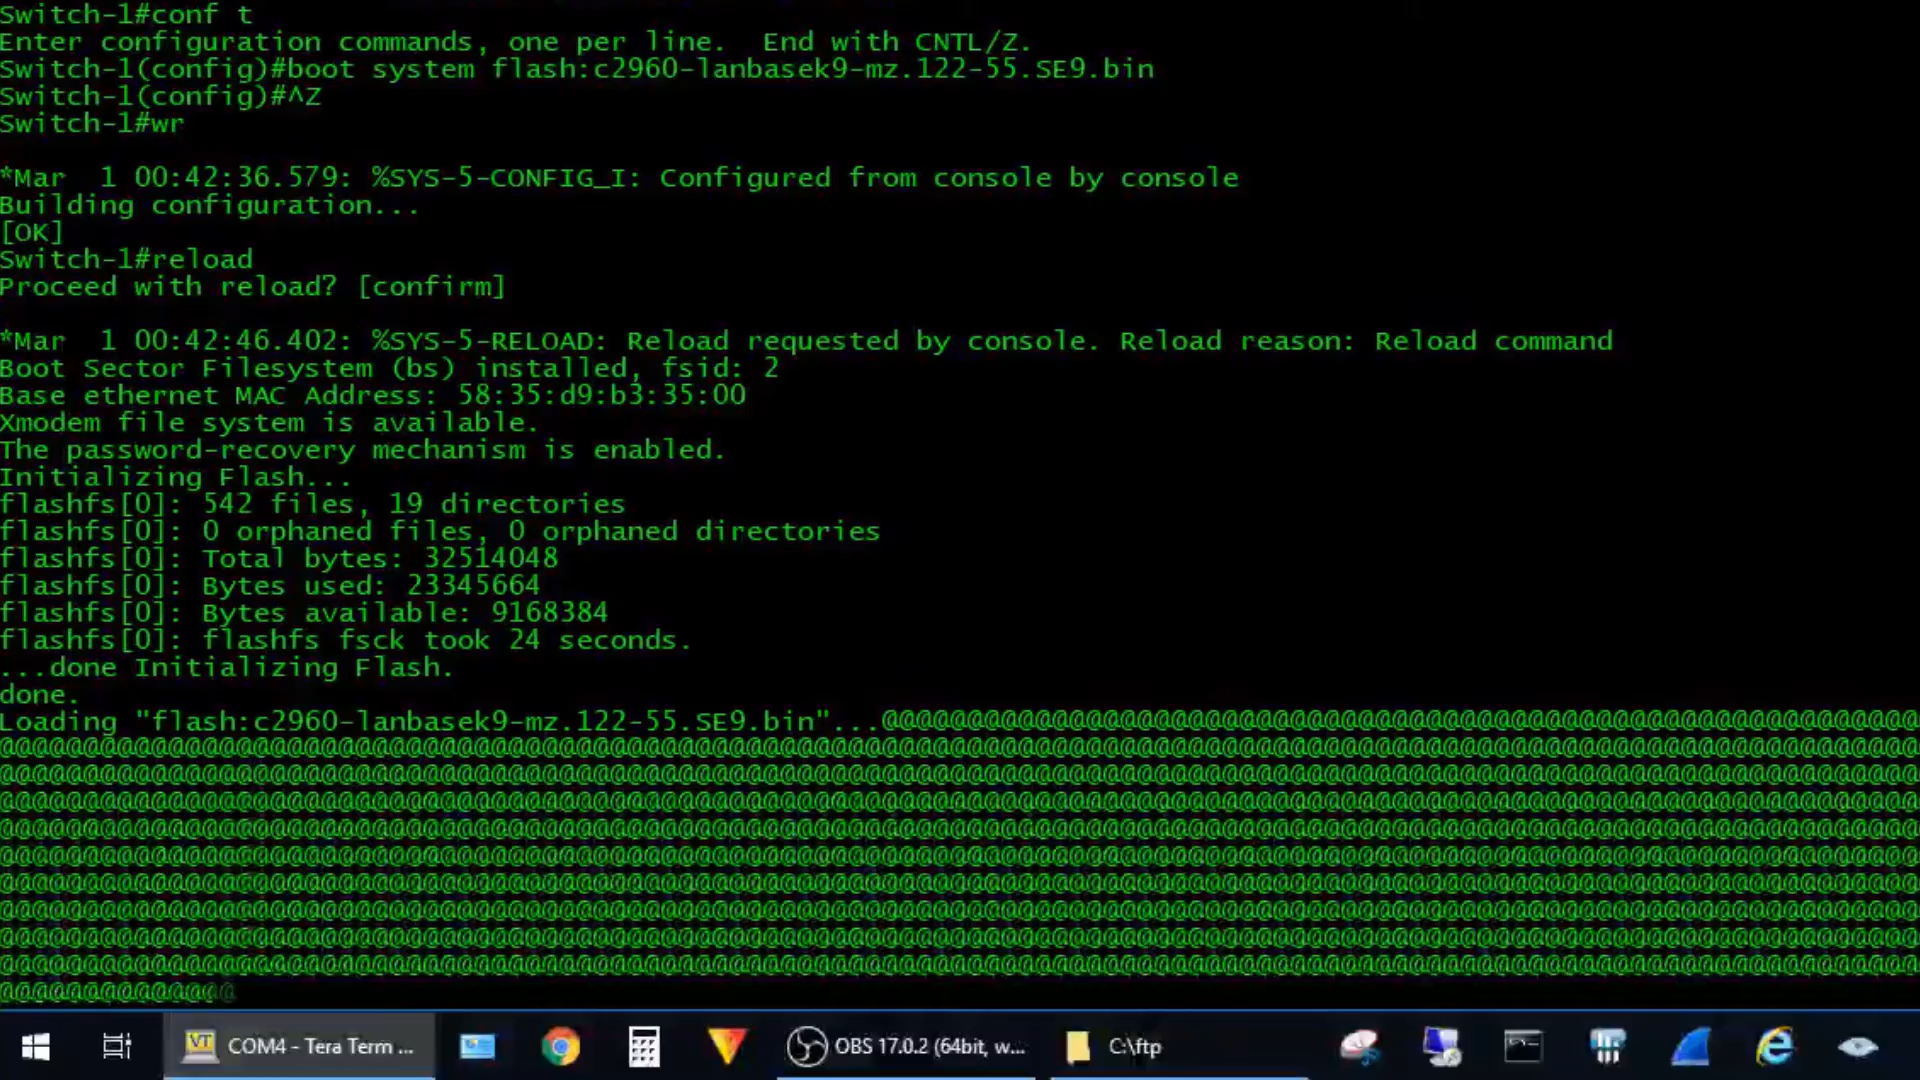 Switch-1#conf t
Enter configuration commands, one per line.  End with CNTL/Z.
Switch-1(config)#boot system flash:c2960-lanbasek9-mz.122-55.SE9.bin
Switch-1(config)#^Z
Switch-1#wr
*Mar  1 00:42:36.579: %SYS-5-CONFIG_I: Configured from console by console
Building configuration...
[OK]
Switch-1#reload
Proceed with reload? [confirm]
*Mar  1 00:42:46.402: %SYS-5-RELOAD: Reload requested by console. Reload reason: Reload command
Boot Sector Filesystem (bs) installed, fsid: 2
Base ethernet MAC Address: 58:35:d9:b3:35:00
Xmodem file system is available.
The password-recovery mechanism is enabled.
Initializing Flash...
flashfs[0]: 542 files, 19 directories
flashfs[0]: 0 orphaned files, 0 orphaned directories
flashfs[0]: Total bytes: 32514048
flashfs[0]: Bytes used: 23345664
flashfs[0]: Bytes available: 9168384
flashfs[0]: flashfs fsck took 24 seconds.
...done Initializing Flash.
done.
Loading "flash:c2960-lanbasek9-mz.122-55.SE9.bin"...@@@@@@@@@@@@@@@@@@@@@@@@@@@@@@@@@@@@@@@@@@@@@@@@@@@@@@@@@@@@@
@@@@@@@@@@@@@@@@@@@@@@@@@@@@@@@@@@@@@@@@@@@@@@@@@@@@@@@@@@@@@@@@@@@@@@@@@@@@@@@@@@@@@@@@@@@@@@@@@@@@@@@@@@@@@@@@@
@@@@@@@@@@@@@@@@@@@@@@@@@@@@@@@@@@@@@@@@@@@@@@@@@@@@@@@@@@@@@@@@@@@@@@@@@@@@@@@@@@@@@@@@@@@@@@@@@@@@@@@@@@@@@@@@@
@@@@@@@@@@@@@@@@@@@@@@@@@@@@@@@@@@@@@@@@@@@@@@@@@@@@@@@@@@@@@@@@@@@@@@@@@@@@@@@@@@@@@@@@@@@@@@@@@@@@@@@@@@@@@@@@@
@@@@@@@@@@@@@@@@@@@@@@@@@@@@@@@@@@@@@@@@@@@@@@@@@@@@@@@@@@@@@@@@@@@@@@@@@@@@@@@@@@@@@@@@@@@@@@@@@@@@@@@@@@@@@@@@@
@@@@@@@@@@@@@@@@@@@@@@@@@@@@@@@@@@@@@@@@@@@@@@@@@@@@@@@@@@@@@@@@@@@@@@@@@@@@@@@@@@@@@@@@@@@@@@@@@@@@@@@@@@@@@@@@@
@@@@@@@@@@@@@@@@@@@@@@@@@@@@@@@@@@@@@@@@@@@@@@@@@@@@@@@@@@@@@@@@@@@@@@@@@@@@@@@@@@@@@@@@@@@@@@@@@@@@@@@@@@@@@@@@@
@@@@@@@@@@@@@@@@@@@@@@@@@@@@@@@@@@@@@@@@@@@@@@@@@@@@@@@@@@@@@@@@@@@@@@@@@@@@@@@@@@@@@@@@@@@@@@@@@@@@@@@@@@@@@@@@@
@@@@@@@@@@@@@@@@@@@@@@@@@@@@@@@@@@@@@@@@@@@@@@@@@@@@@@@@@@@@@@@@@@@@@@@@@@@@@@@@@@@@@@@@@@@@@@@@@@@@@@@@@@@@@@@@@
@@@@@@@@@@@@@@@@@@@@@@@@@@@@@@@@@@@@@@@@@@@@@@@@@@@@@@@@@@@@@@@@@@@@@@@@@@@@@@@@@@@@@@@@@@@@@@@@@@@@@@@@@@@@@@@@@
@@@@@@@@@@@@@@
COM4 - Tera Term ...
OBS 17.0.2 (64bit, w...
C:\ftp